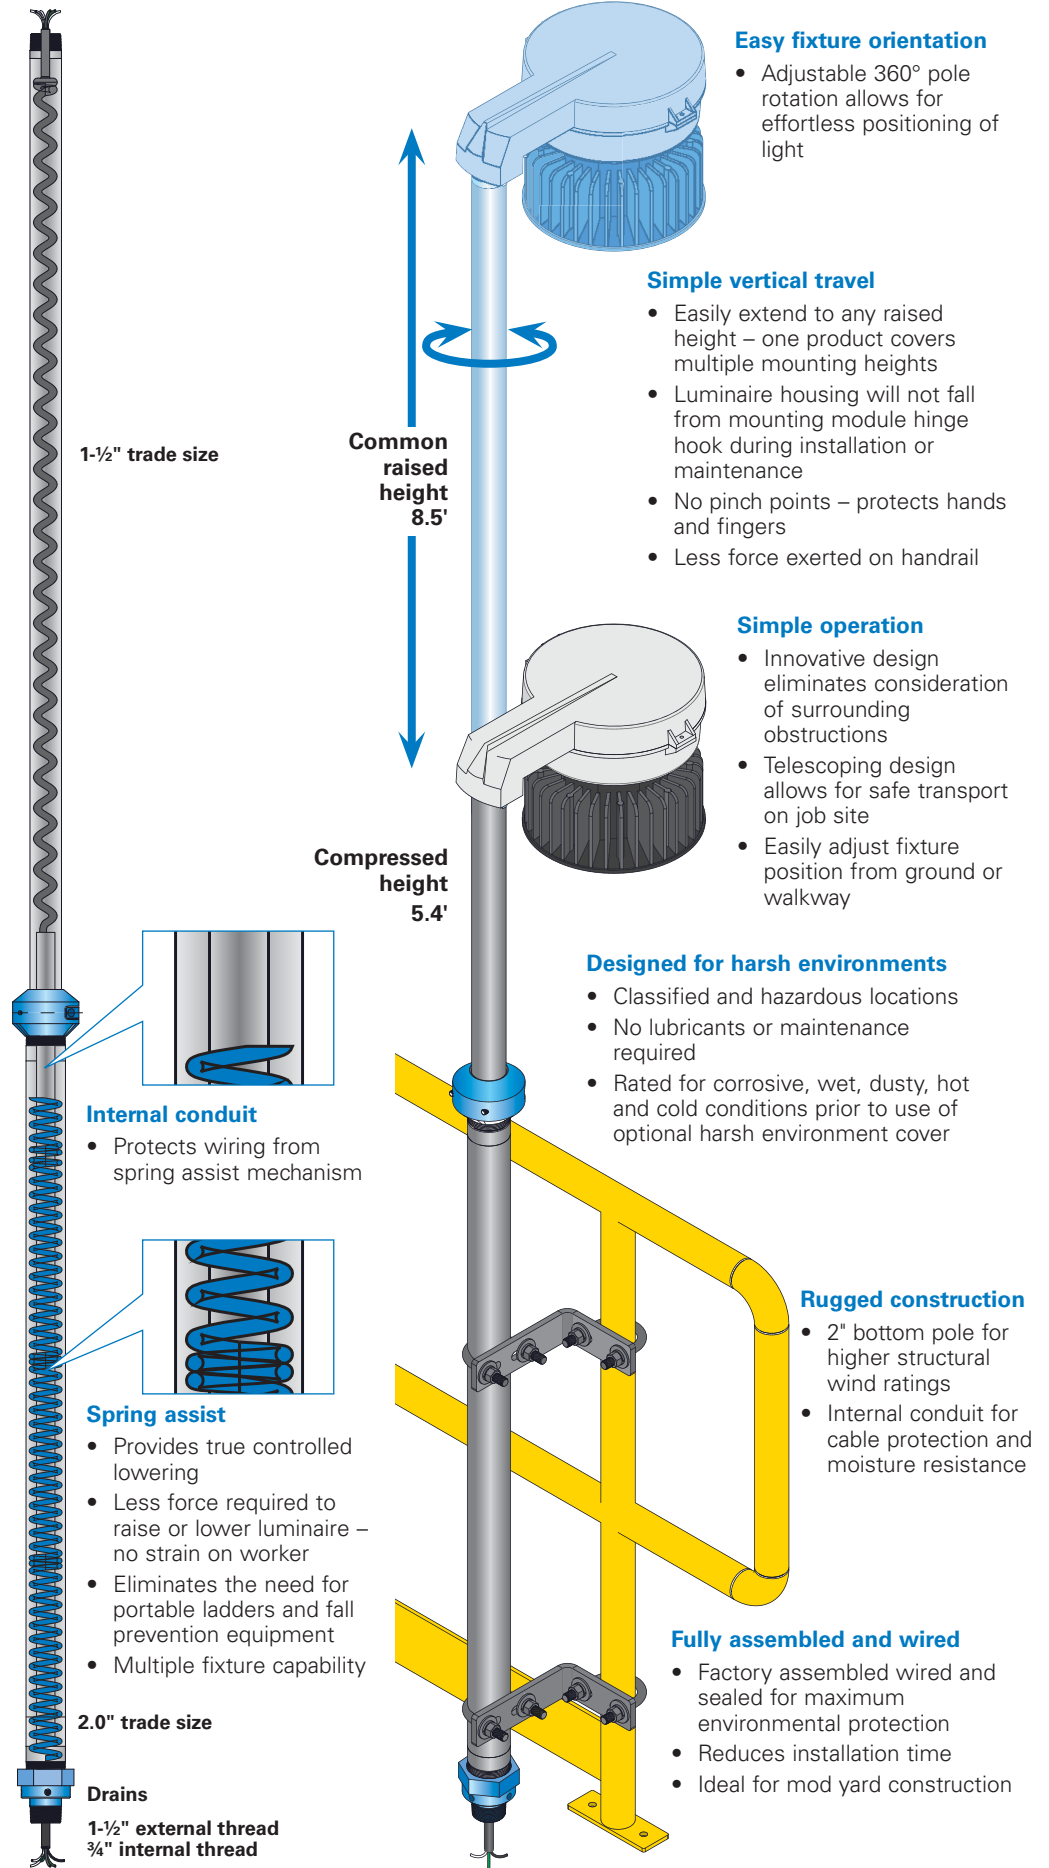 Easy fixture orientation
• Adjustable 360° pole
rotation allows for
effortless positioning of
light
Simple vertical travel
• Easily extend to any raised
height – one product covers
multiple mounting heights
• Luminaire housing will not fall
from mounting module hinge
hook during installation or
maintenance
• No pinch points – protects hands
and fingers
• Less force exerted on handrail
1-½" trade size
Common
raised
height
8.5'
Simple operation
• Innovative design
eliminates consideration
of surrounding
obstructions
• Telescoping design
allows for safe transport
on job site
• Easily adjust fixture
position from ground or
walkway
Compressed
height
5.4'
Designed for harsh environments
• Classified and hazardous locations
• No lubricants or maintenance
required
• Rated for corrosive, wet, dusty, hot
and cold conditions prior to use of
optional harsh environment cover
Internal conduit
• Protects wiring from
spring assist mechanism
Rugged construction
• 2" bottom pole for
higher structural
wind ratings
• Internal conduit for
cable protection and
moisture resistance
Spring assist
• Provides true controlled
lowering
• Less force required to
raise or lower luminaire –
no strain on worker
• Eliminates the need for
portable ladders and fall
prevention equipment
• Multiple fixture capability
Fully assembled and wired
• Factory assembled wired and
sealed for maximum
environmental protection
• Reduces installation time
• Ideal for mod yard construction
2.0" trade size
Drains
1-½" external thread
¾" internal thread